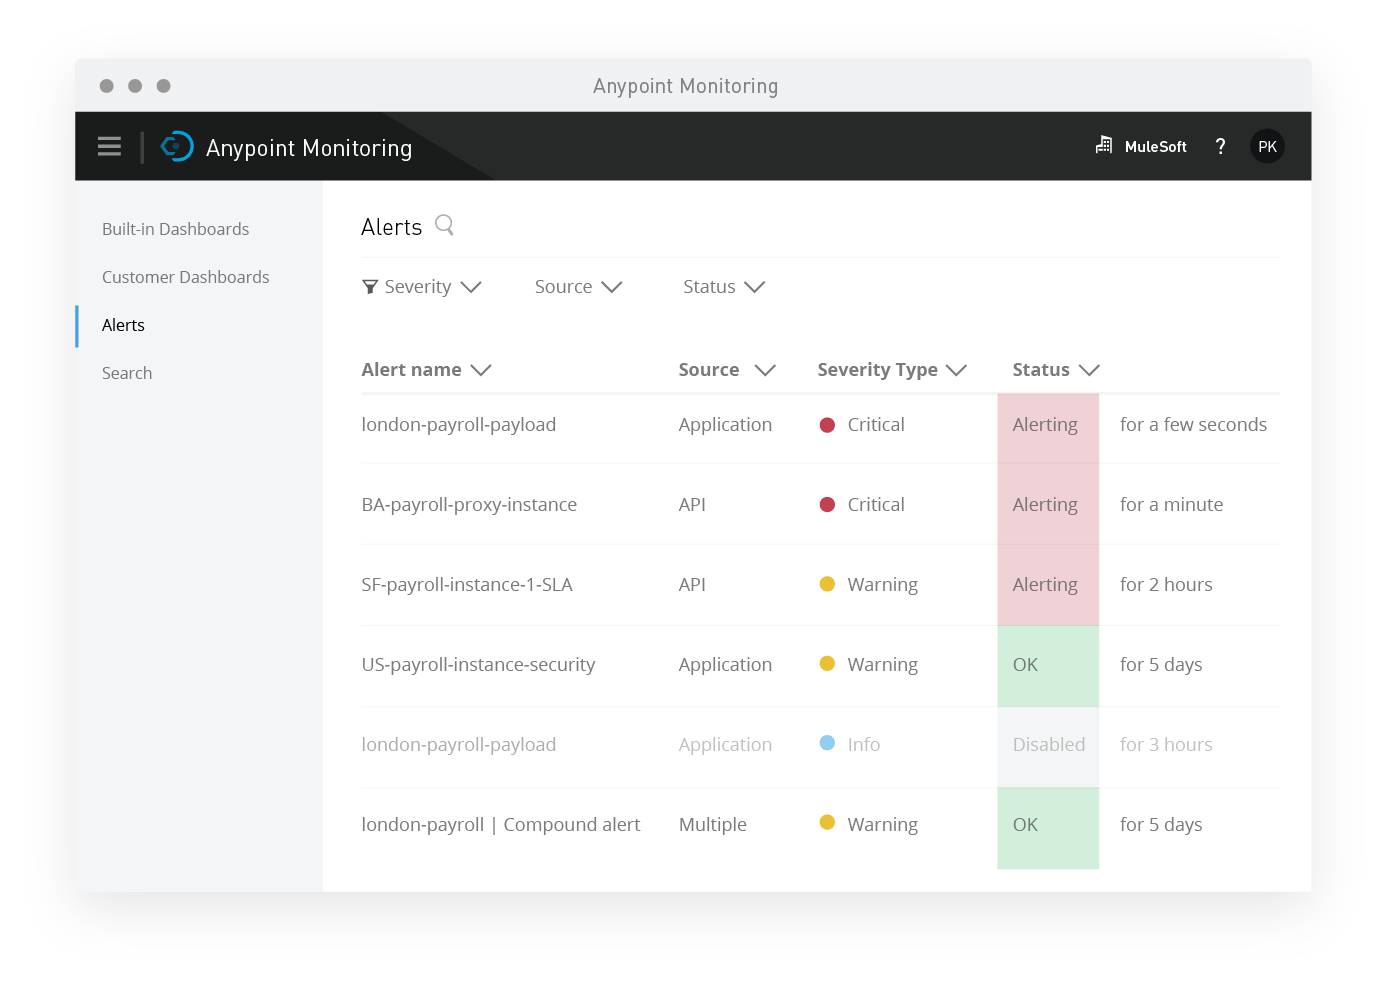 Anypoint Monitoring
Anypoint Monitoring MuleSoft ? PK
Built-in Dashboards
Customer Dashboards
Alerts
Search
Alerts
Severity Source Status
Alert name Source Severity Type Status
london-payroll-payload Application Critical Alerting for a few seconds
BA-payroll-proxy-instance API Critical Alerting for a minute
SF-payroll-instance-1-SLA API Warning Alerting for 2 hours
US-payroll-instance-security Application Warning OK for 5 days
london-payroll-payload Application Info Disabled for 3 hours
london-payroll | Compound alert Multiple Warning OK for 5 days